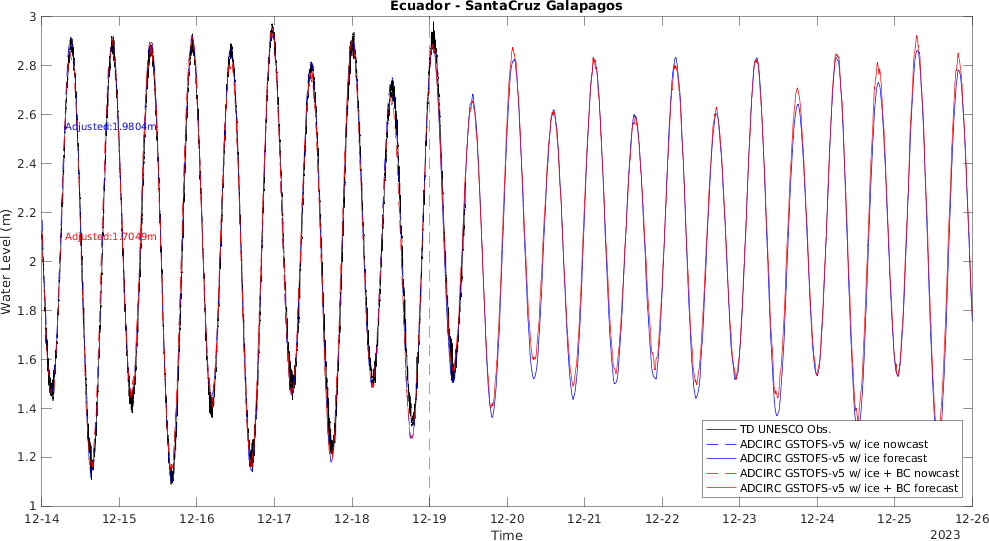 Ecuador - SantaCruz Galapagos
3
2.8
2.6
2.4
2.2
2
1.8
1.6
1.4
1.2
1
Water Level (m)
Adjusted:1.9804m
Adjusted:1.7049m
TD UNESCO Obs.
ADCIRC GSTOFS-v5 w/ ice nowcast
ADCIRC GSTOFS-v5 w/ ice forecast
ADCIRC GSTOFS-v5 w/ ice + BC nowcast
ADCIRC GSTOFS-v5 w/ ice + BC forecast
12-14 12-15 12-16 12-17 12-18 12-19 12-20 12-21 12-22 12-23 12-24 12-25 12-26
Time
2023